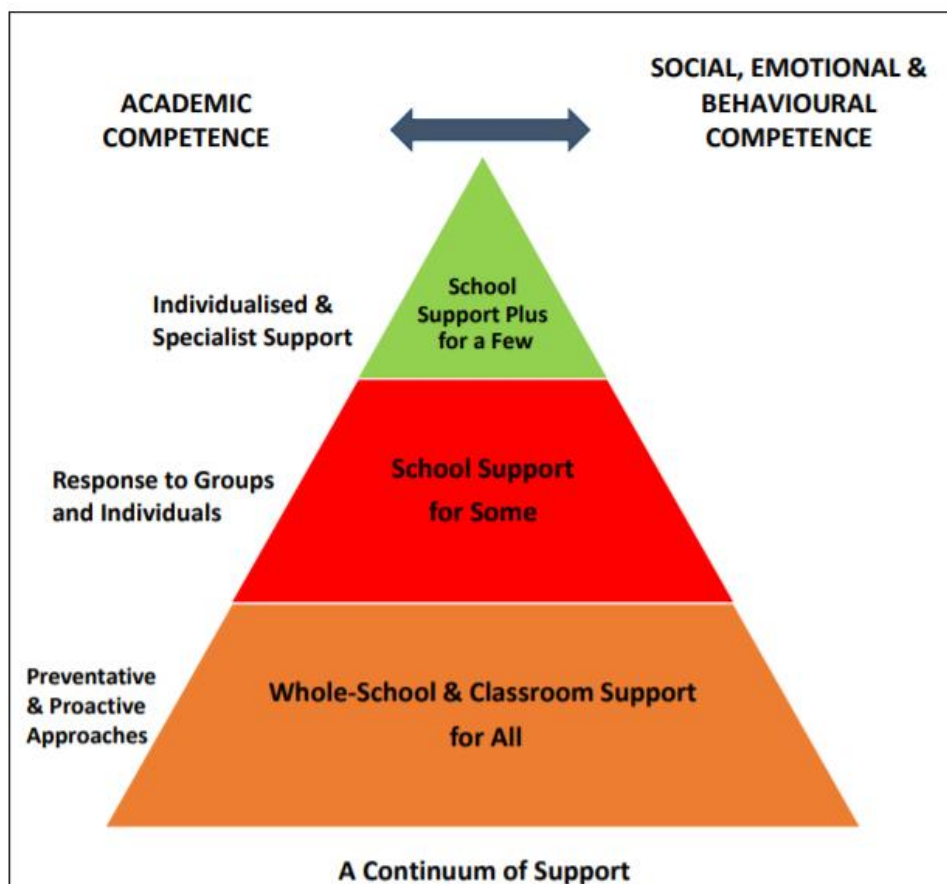 ACADEMIC
COMPETENCE
SOCIAL, EMOTIONAL &
BEHAVIOURAL
COMPETENCE
Individualised &
Specialist Support
School
Support Plus
for a Few
Response to Groups
and Individuals
School Support
for Some
Preventative
& Proactive
Approaches
Whole-School & Classroom Support
for All
A Continuum of Support